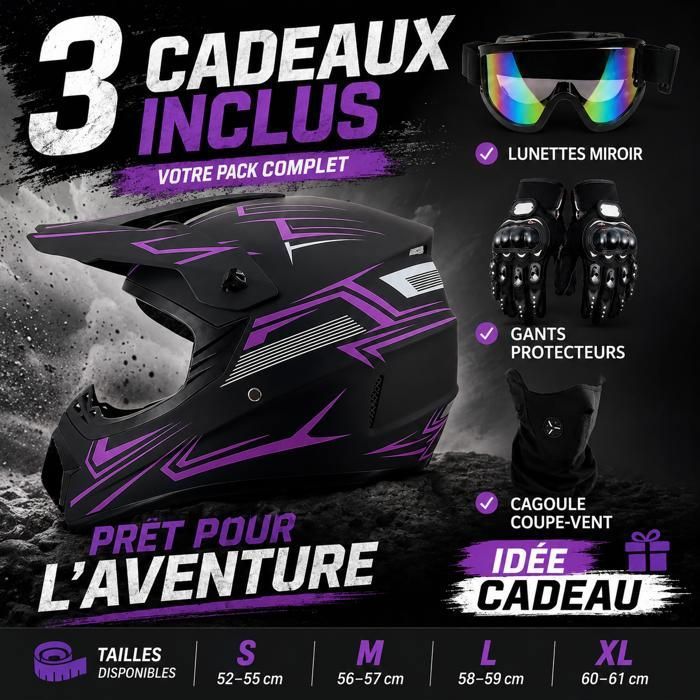 3 CADEAUX
INCLUS
VOTRE PACK COMPLET
LUNETTES MIROIR
GANTS
PROTECTEURS
CAGOULE
COUPE-VENT
PRÊT POUR
L'AVENTURE
IDÉE
CADEAU
TAILLES
DISPONIBLES
S
52–55 cm
M
56–57 cm
L
58–59 cm
XL
60–61 cm